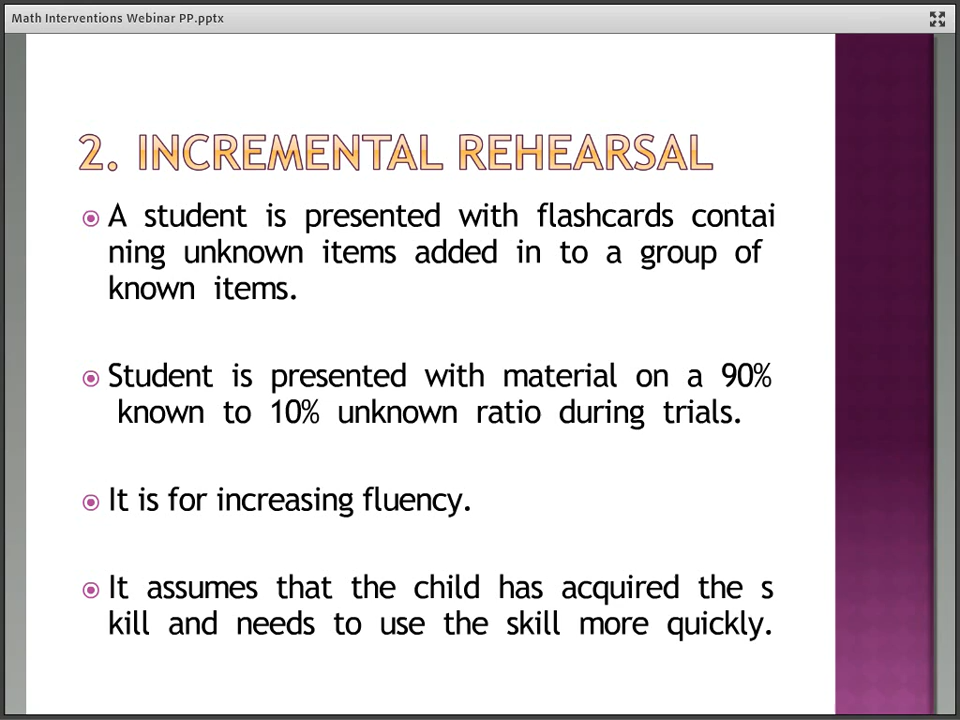 Math Interventions Webinar PP.pptx
2. INCREMENTAL REHEARSAL
A student is presented with flashcards contai
ning unknown items added in to a group of
known items.
Student is presented with material on a 90%
known to 10% unknown ratio during trials.
It is for increasing fluency.
It assumes that the child has acquired the s
kill and needs to use the skill more quickly.